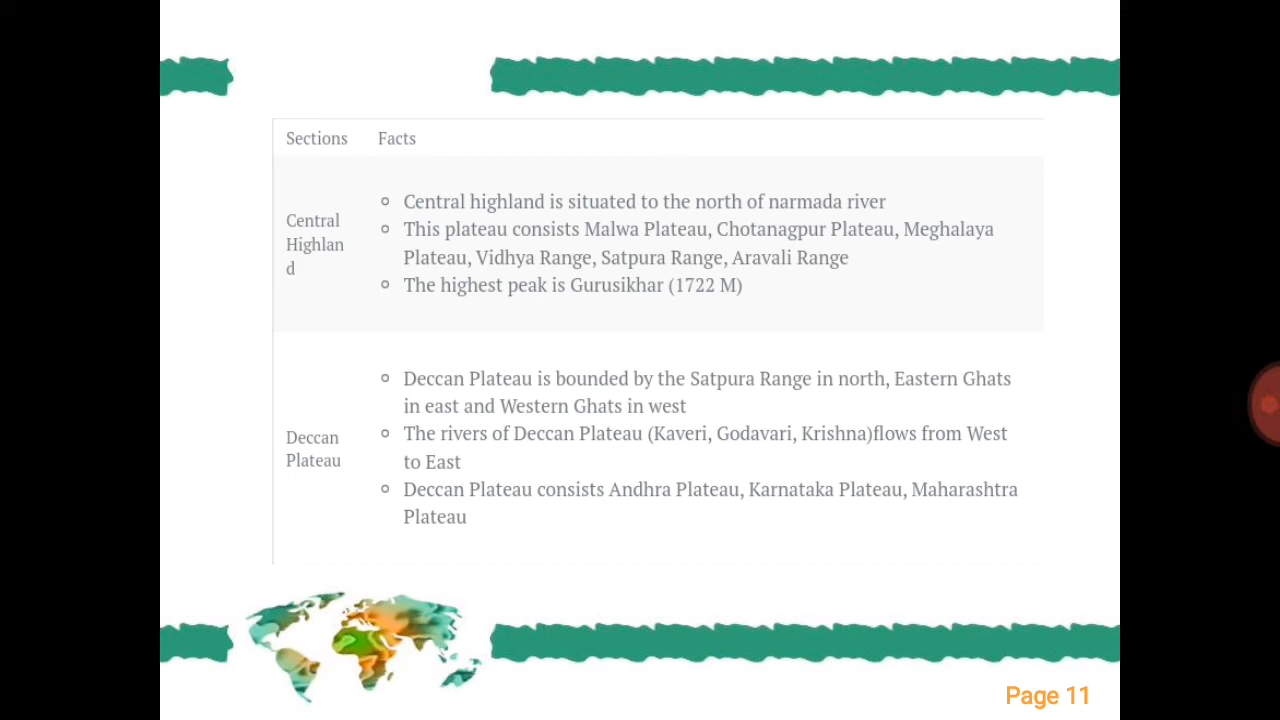 Sections Facts
Central
Highlan
d
Central highland is situated to the north of narmada river
This plateau consists Malwa Plateau, Chotanagpur Plateau, Meghalaya
Plateau, Vidhya Range, Satpura Range, Aravali Range
The highest peak is Gurusikhar (1722 M)
Deccan
Plateau
Deccan Plateau is bounded by the Satpura Range in north, Eastern Ghats
in east and Western Ghats in west
The rivers of Deccan Plateau (Kaveri, Godavari, Krishna)flows from West
to East
Deccan Plateau consists Andhra Plateau, Karnataka Plateau, Maharashtra
Plateau
Page 11